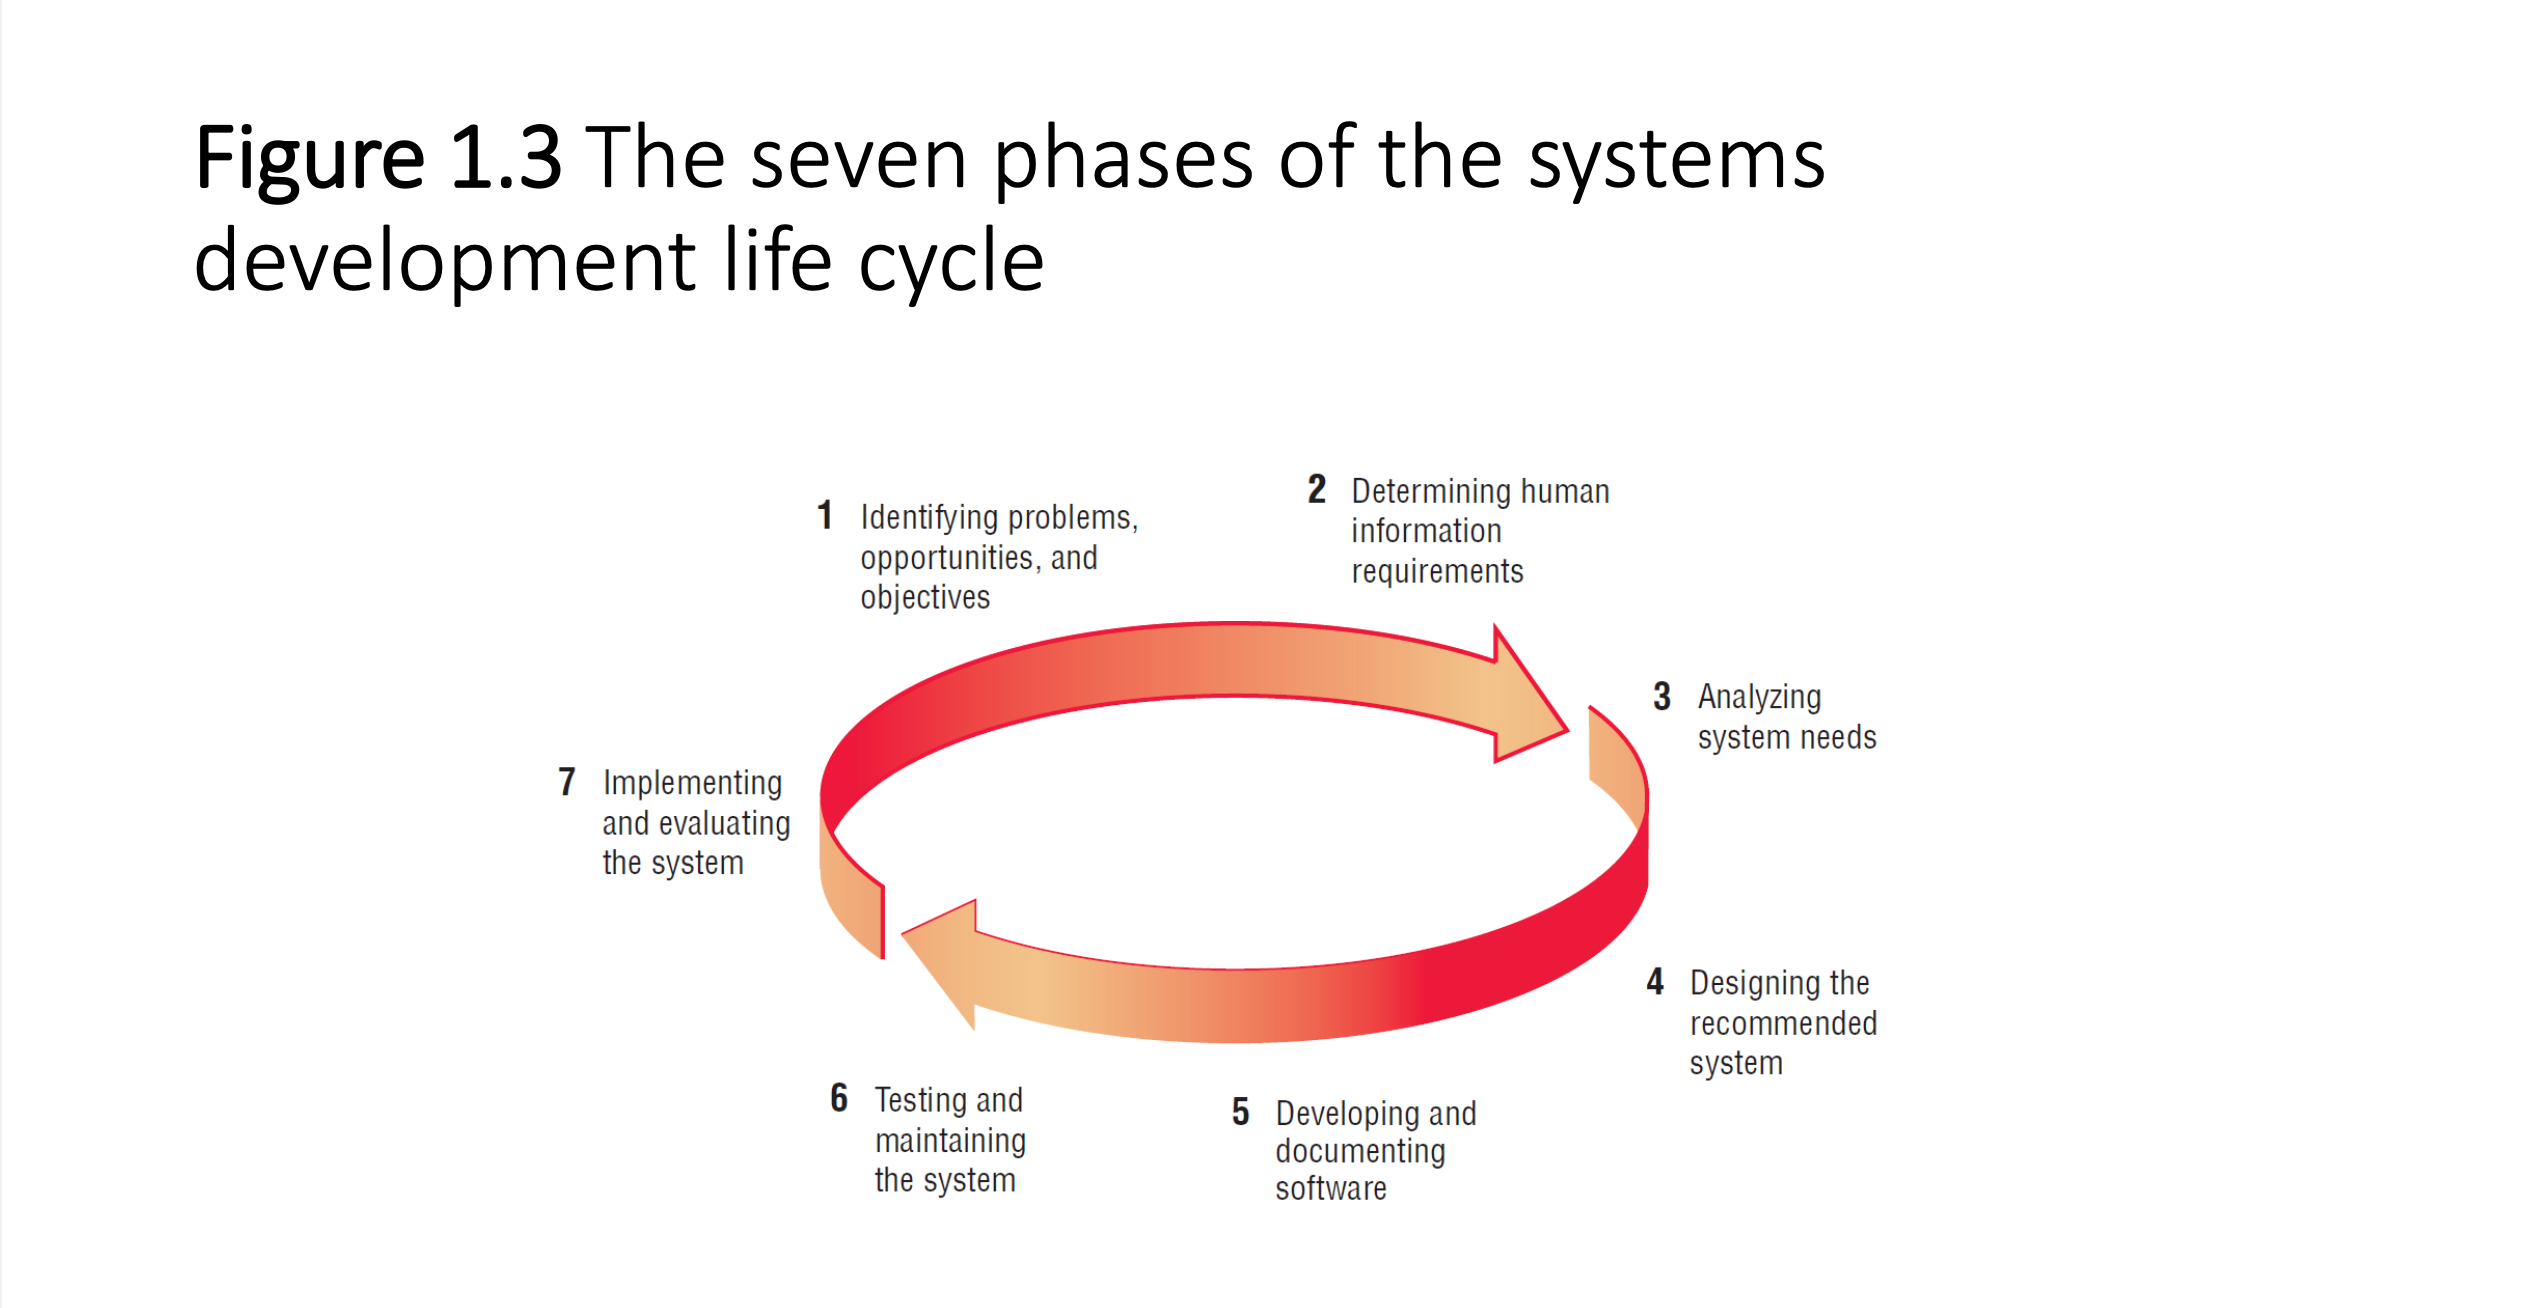 Figure 1.3 The seven phases of the systems
development life cycle
1 Identifying problems,
opportunities, and
objectives
2 Determining human
information
requirements
3 Analyzing
system needs
4 Designing the
recommended
system
5 Developing and
documenting
software
6 Testing and
maintaining
the system
7 Implementing
and evaluating
the system